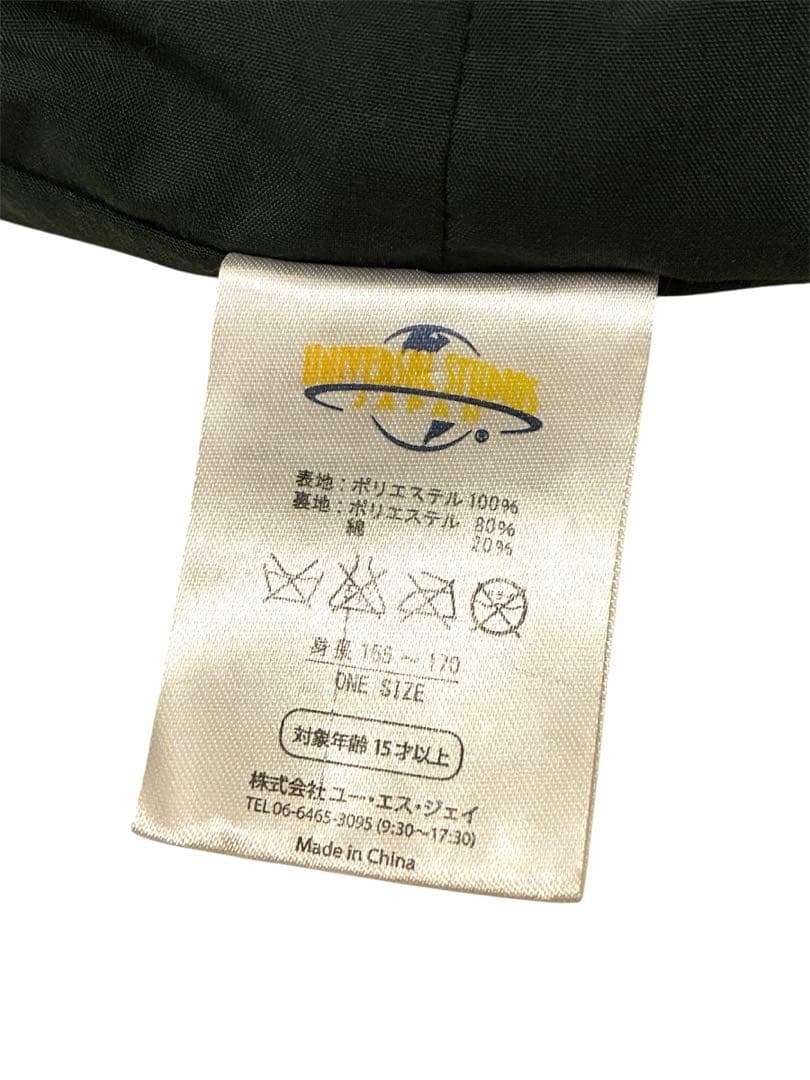 UNIVERSAL STUDIOS
JAPAN
®
表地：ポリエステル 100%
裏地：ポリエステル 80%
綿 20%
身長 155～170
ONE SIZE
対象年齢 15才以上
株式会社 ユー・エス・ジェイ
TEL 06-6465-3095 (9:30～17:30)
Made in China